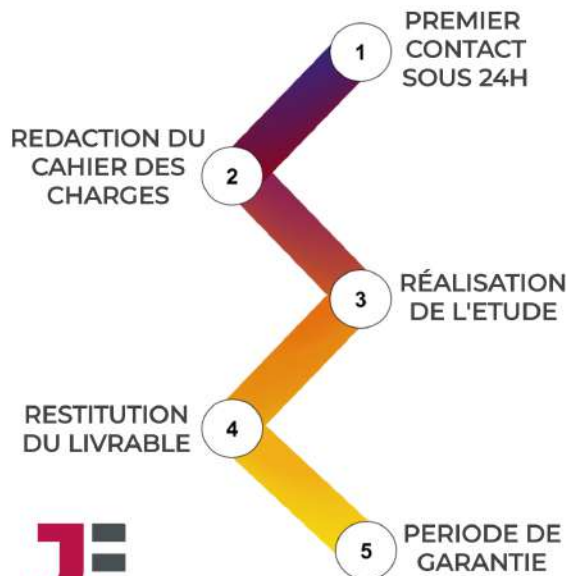 1
PREMIER
CONTACT
SOUS 24H
REDACTION DU
CAHIER DES
CHARGES
2
3
RÉALISATION
DE L'ETUDE
RESTITUTION
DU LIVRABLE
4
5
PERIODE DE
GARANTIE